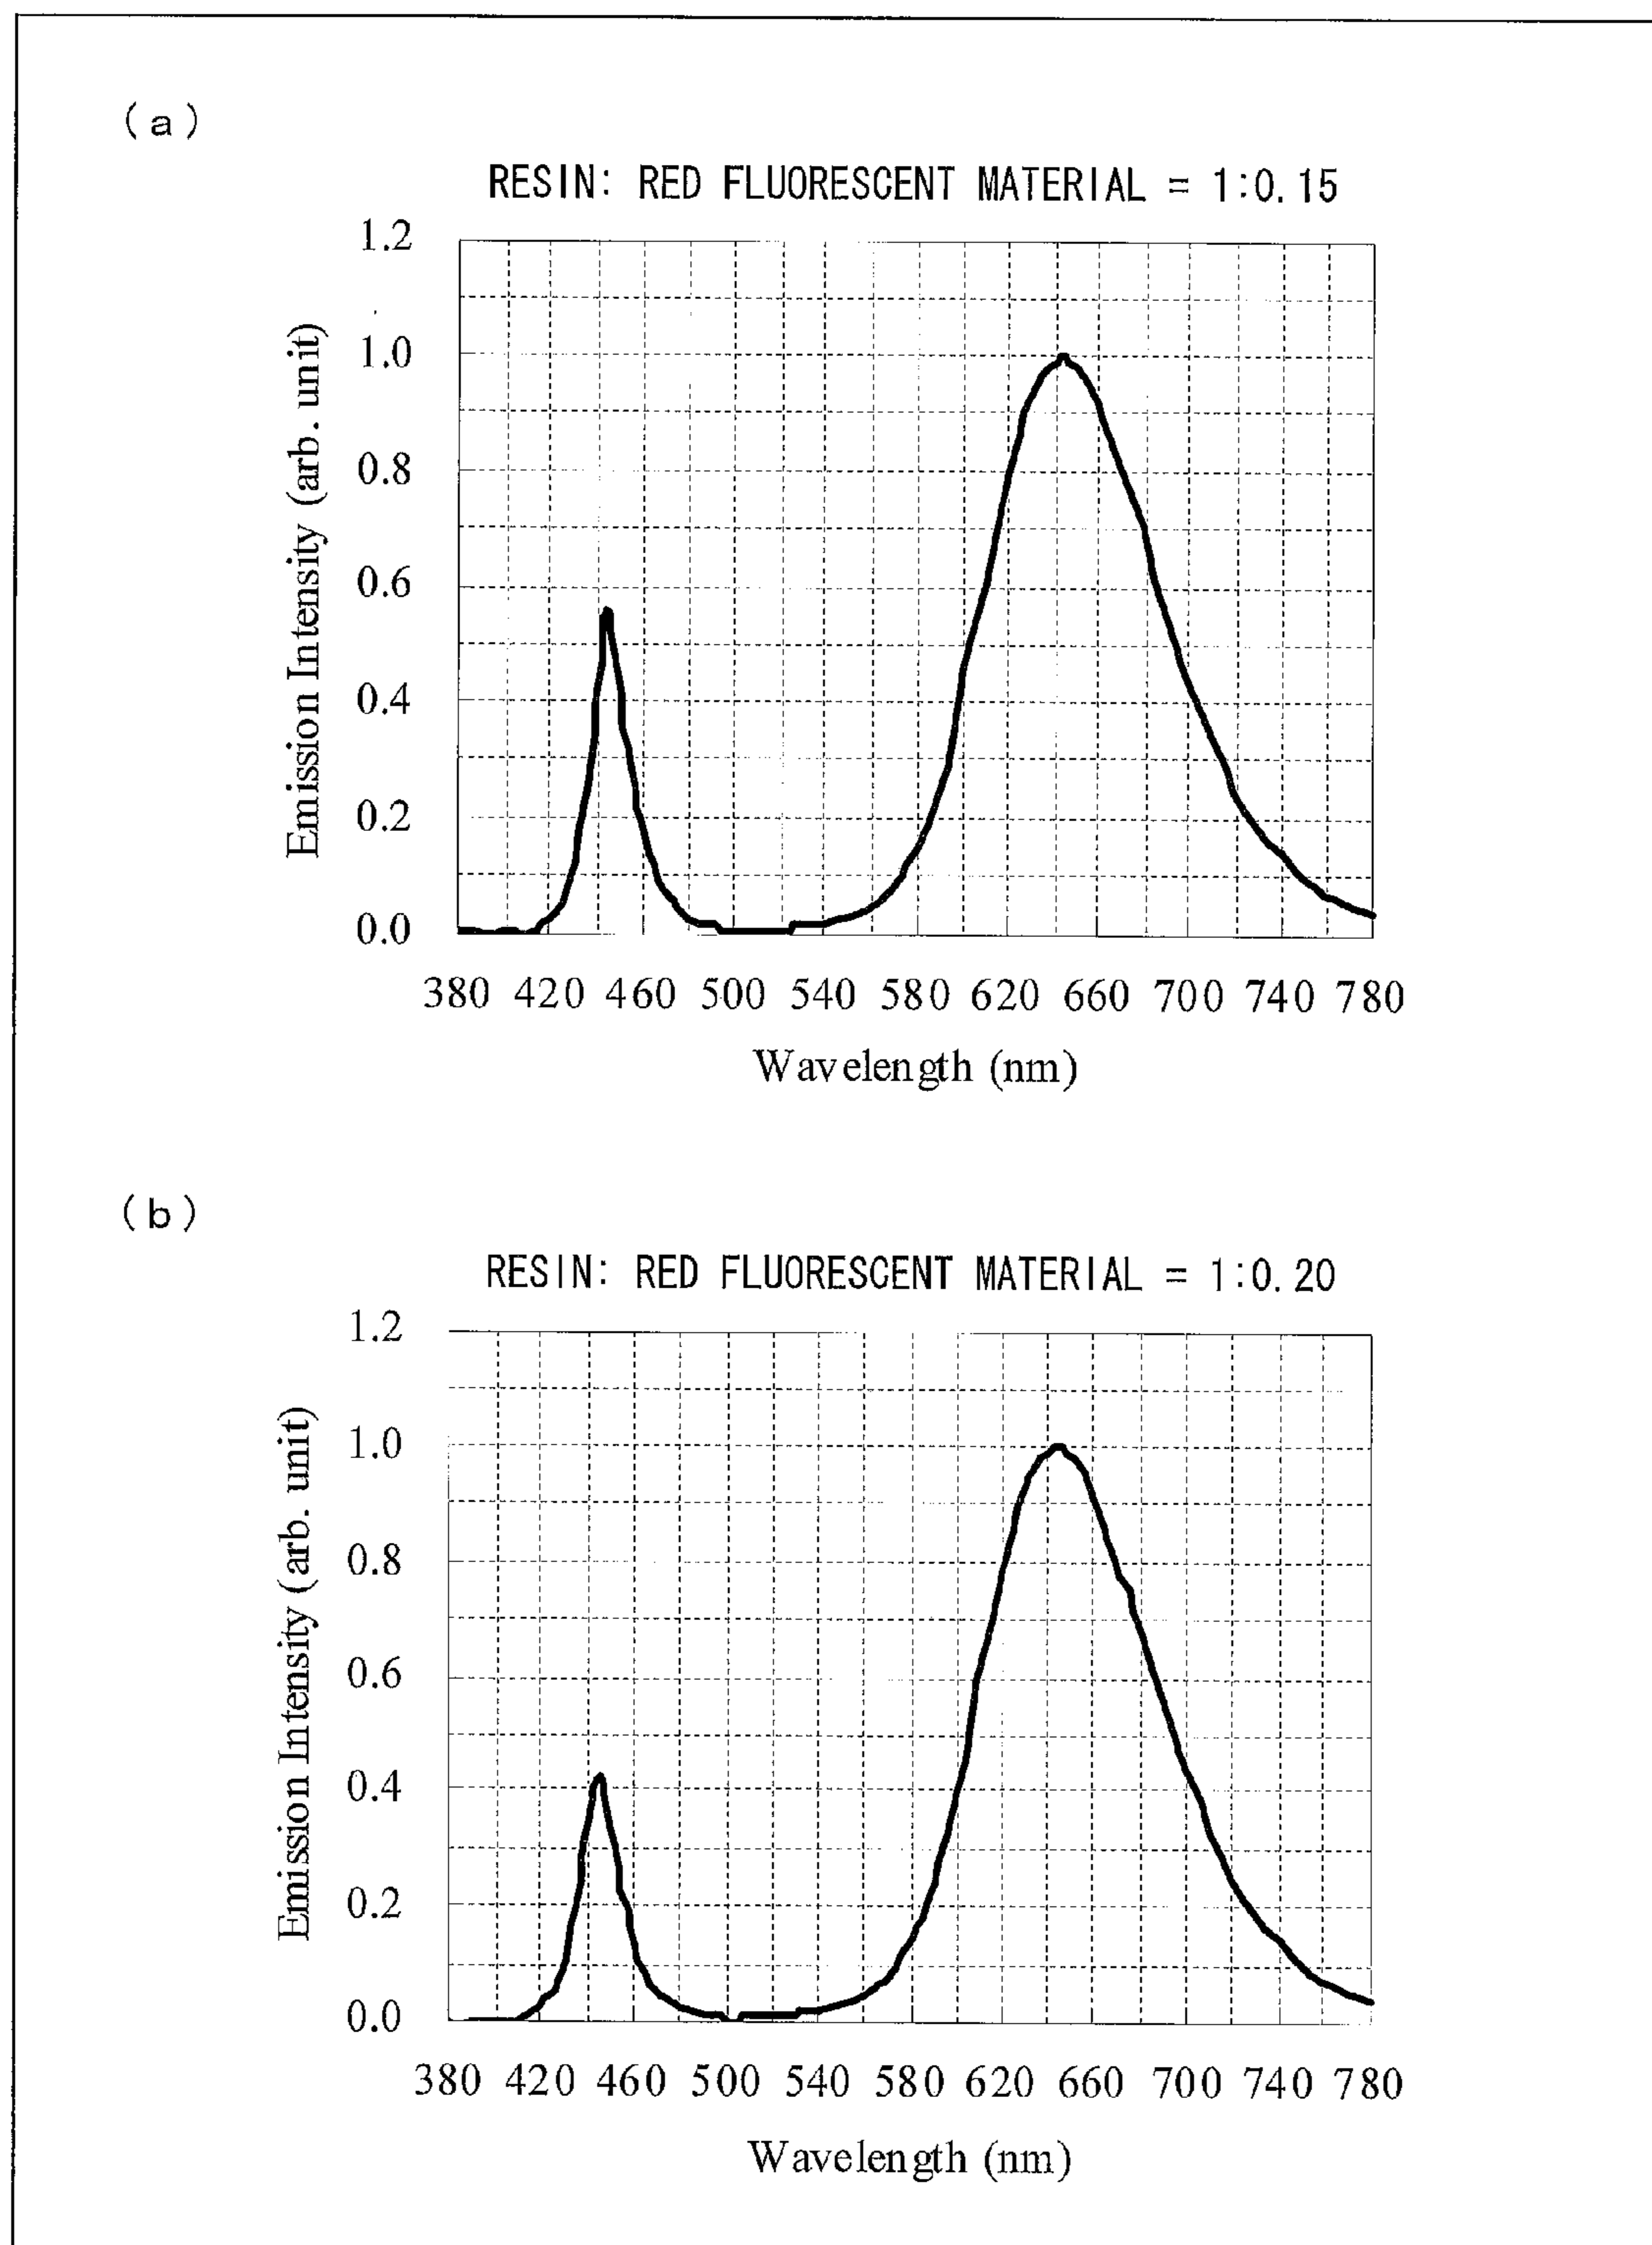 (a)
RESIN: RED FLUORESCENT MATERIAL = 1:0.15
1.2
1.0
0.8
0.6
0.4
0.2
0.0
Emission Intensity (arb. unit)
380 420 460 500 540 580 620 660 700 740 780
Wavelength (nm)
(b)
RESIN: RED FLUORESCENT MATERIAL = 1:0.20
1.2
1.0
0.8
0.6
0.4
0.2
0.0
Emission Intensity (arb. unit)
380 420 460 500 540 580 620 660 700 740 780
Wavelength (nm)